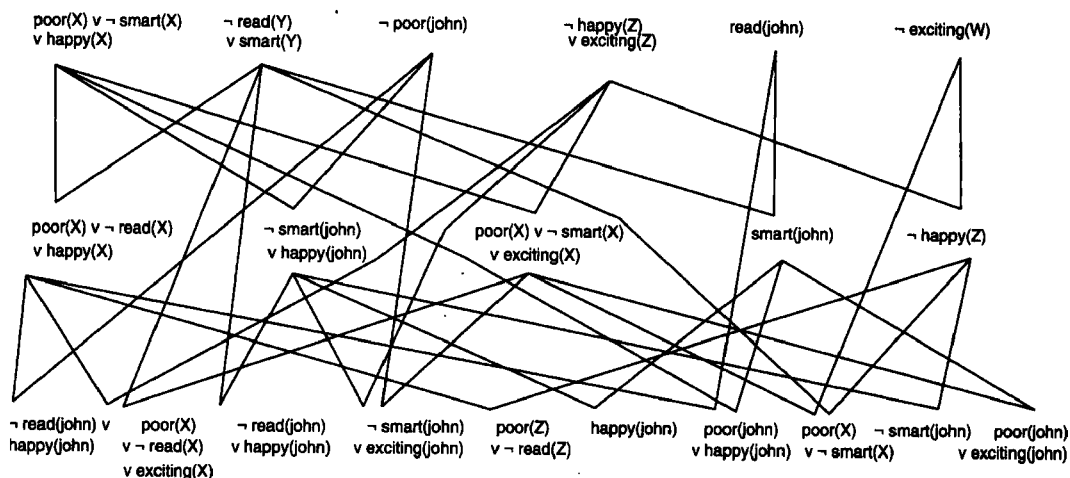 poor(X) v ¬ smart(X)
v happy(X)
¬ read(Y)
v smart(Y)
¬ poor(john)
¬ happy(Z)
v exciting(Z)
read(john)
¬ exciting(W)
poor(X) v ¬ read(X)
v happy(X)
¬ smart(john)
v happy(john)
poor(X) v ¬ smart(X)
v exciting(X)
smart(john)
¬ happy(Z)
¬ read(john) v
happy(john)
poor(X)
v ¬ read(X)
v exciting(X)
¬ read(john)
v happy(john)
¬ smart(john)
v exciting(john)
poor(Z)
v ¬ read(Z)
happy(john)
poor(john)
v happy(john)
poor(X)
v ¬ smart(X)
¬ smart(john)
poor(john)
v exciting(john)